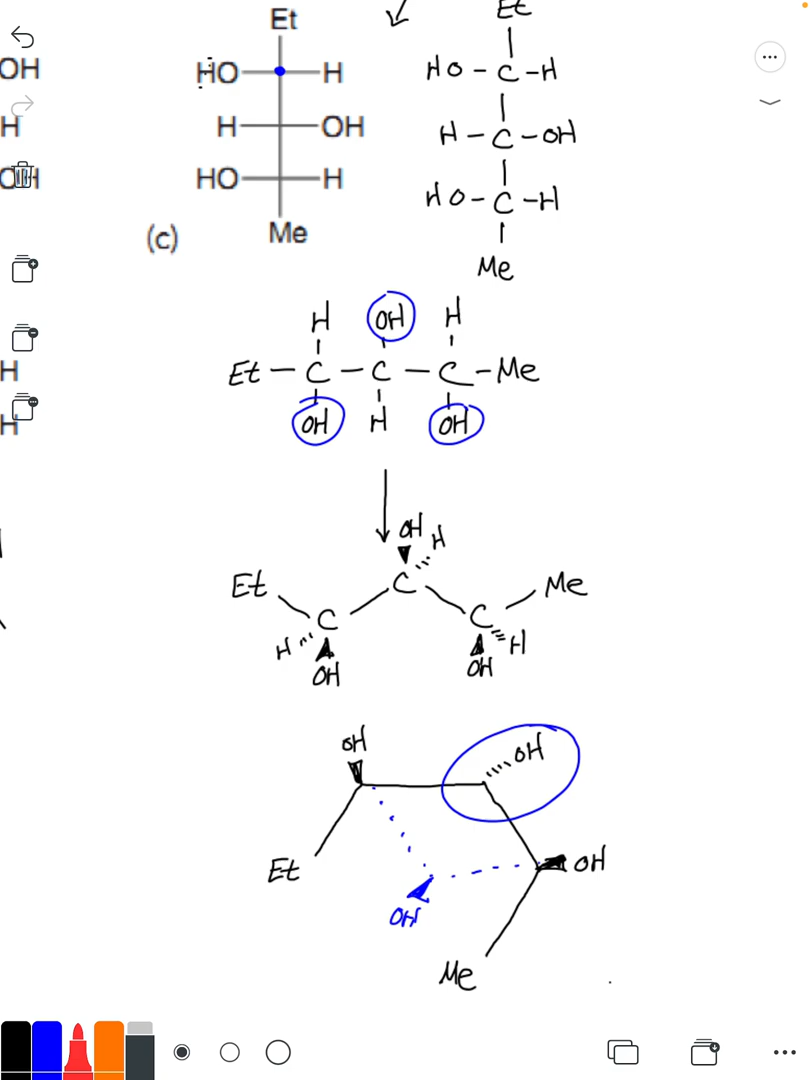 Et
HO H
H OH
HO H
(c) Me
OH
H
OH
H
H
Et
HO - C - H
H - C - OH
HO - C - H
Me
H OH H
Et - C - C - C - Me
OH H OH
OH H
Et C Me
C C
H H
OH OH
OH OH
OH
Et
OH
Me